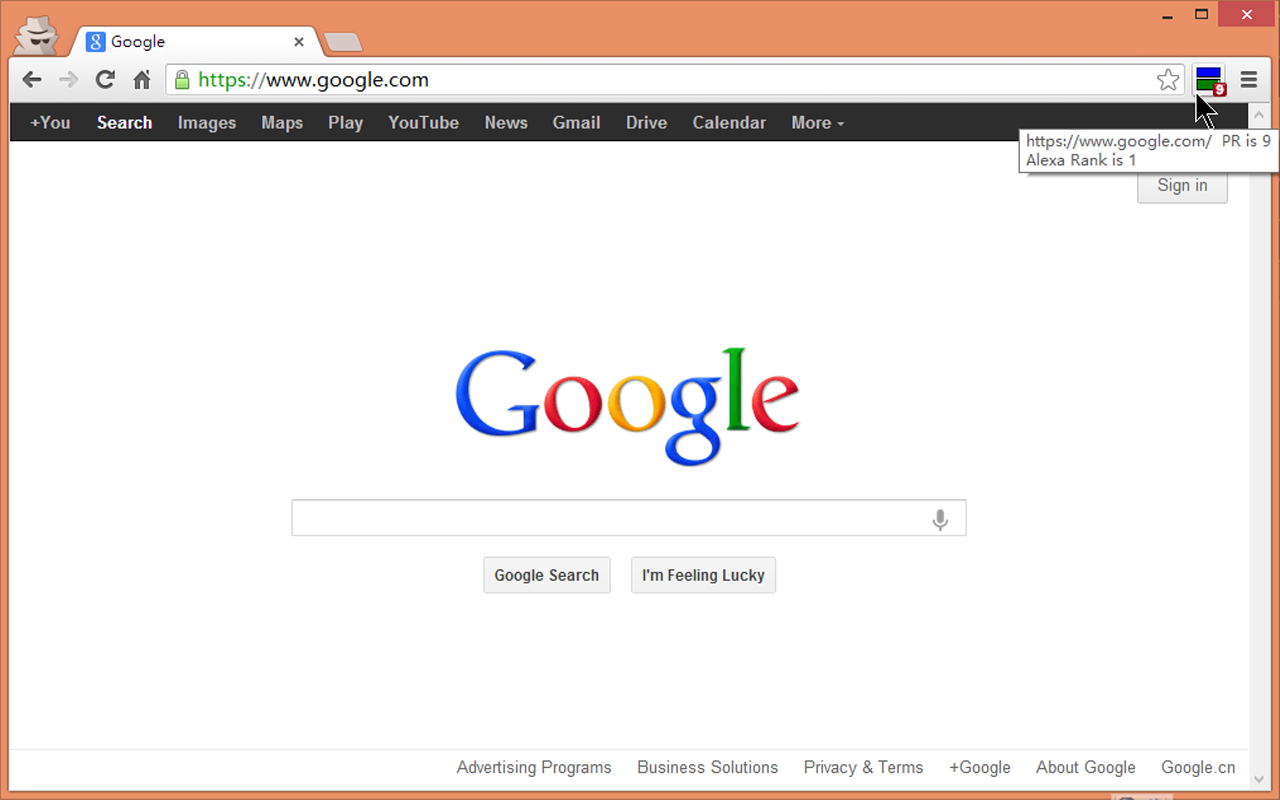 Google
https://www.google.com
9
+You Search Images Maps Play YouTube News Gmail Drive Calendar More
https://www.google.com/ PR is 9
Alexa Rank is 1
Sign in
Google
Google Search I'm Feeling Lucky
Advertising Programs Business Solutions Privacy & Terms +Google About Google Google.cn